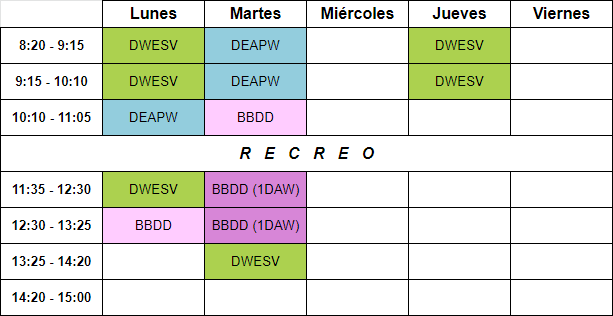 Lunes Martes Miércoles Jueves Viernes
8:20 - 9:15 DWESV DEAPW DWESV
9:15 - 10:10 DWESV DEAPW DWESV
10:10 - 11:05 DEAPW BBDD
R E C R E O
11:35 - 12:30 DWESV BBDD (1DAW)
12:30 - 13:25 BBDD BBDD (1DAW)
13:25 - 14:20 DWESV
14:20 - 15:00